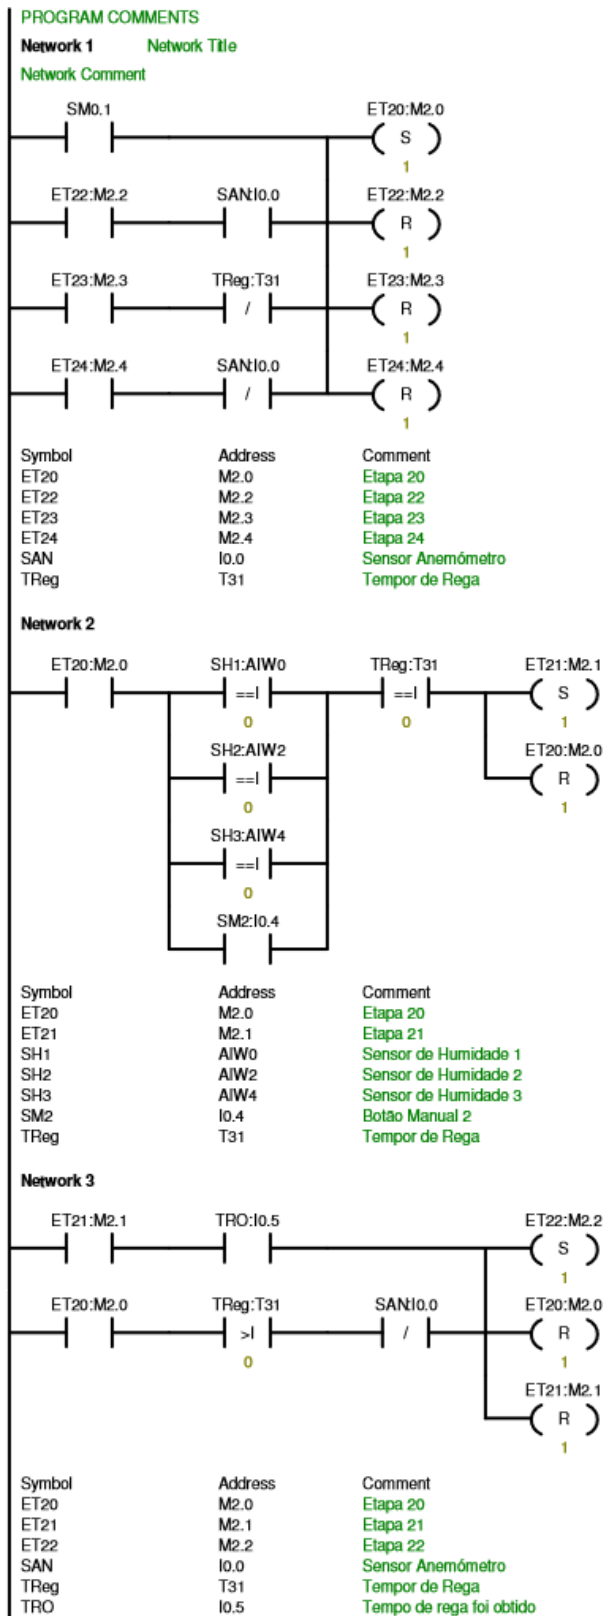 PROGRAM COMMENTS
Network 1 Network Title
Network Comment
SM0.1 ET20:M2.0
S
1
ET22:M2.2 SAN:I0.0 ET22:M2.2
R
1
ET23:M2.3 TReg:T31 ET23:M2.3
/ R
1
ET24:M2.4 SAN:I0.0 ET24:M2.4
/ R
1
Symbol Address Comment
ET20 M2.0 Etapa 20
ET22 M2.2 Etapa 22
ET23 M2.3 Etapa 23
ET24 M2.4 Etapa 24
SAN I0.0 Sensor Anemómetro
TReg T31 Tempor de Rega
Network 2
ET20:M2.0 SH1:AIW0 TReg:T31 ET21:M2.1
==I ==I S
0 0 1
SH2:AIW2 ET20:M2.0
==I R
0 1
SH3:AIW4
==I
0
SM2:I0.4
Symbol Address Comment
ET20 M2.0 Etapa 20
ET21 M2.1 Etapa 21
SH1 AIW0 Sensor de Humidade 1
SH2 AIW2 Sensor de Humidade 2
SH3 AIW4 Sensor de Humidade 3
SM2 I0.4 Botão Manual 2
TReg T31 Tempor de Rega
Network 3
ET21:M2.1 TRO:I0.5 ET22:M2.2
S
1
ET20:M2.0 TReg:T31 SAN:I0.0 ET20:M2.0
>I / R
0 1
ET21:M2.1
R
1
Symbol Address Comment
ET20 M2.0 Etapa 20
ET21 M2.1 Etapa 21
ET22 M2.2 Etapa 22
SAN I0.0 Sensor Anemómetro
TReg T31 Tempor de Rega
TRO I0.5 Tempo de rega foi obtido